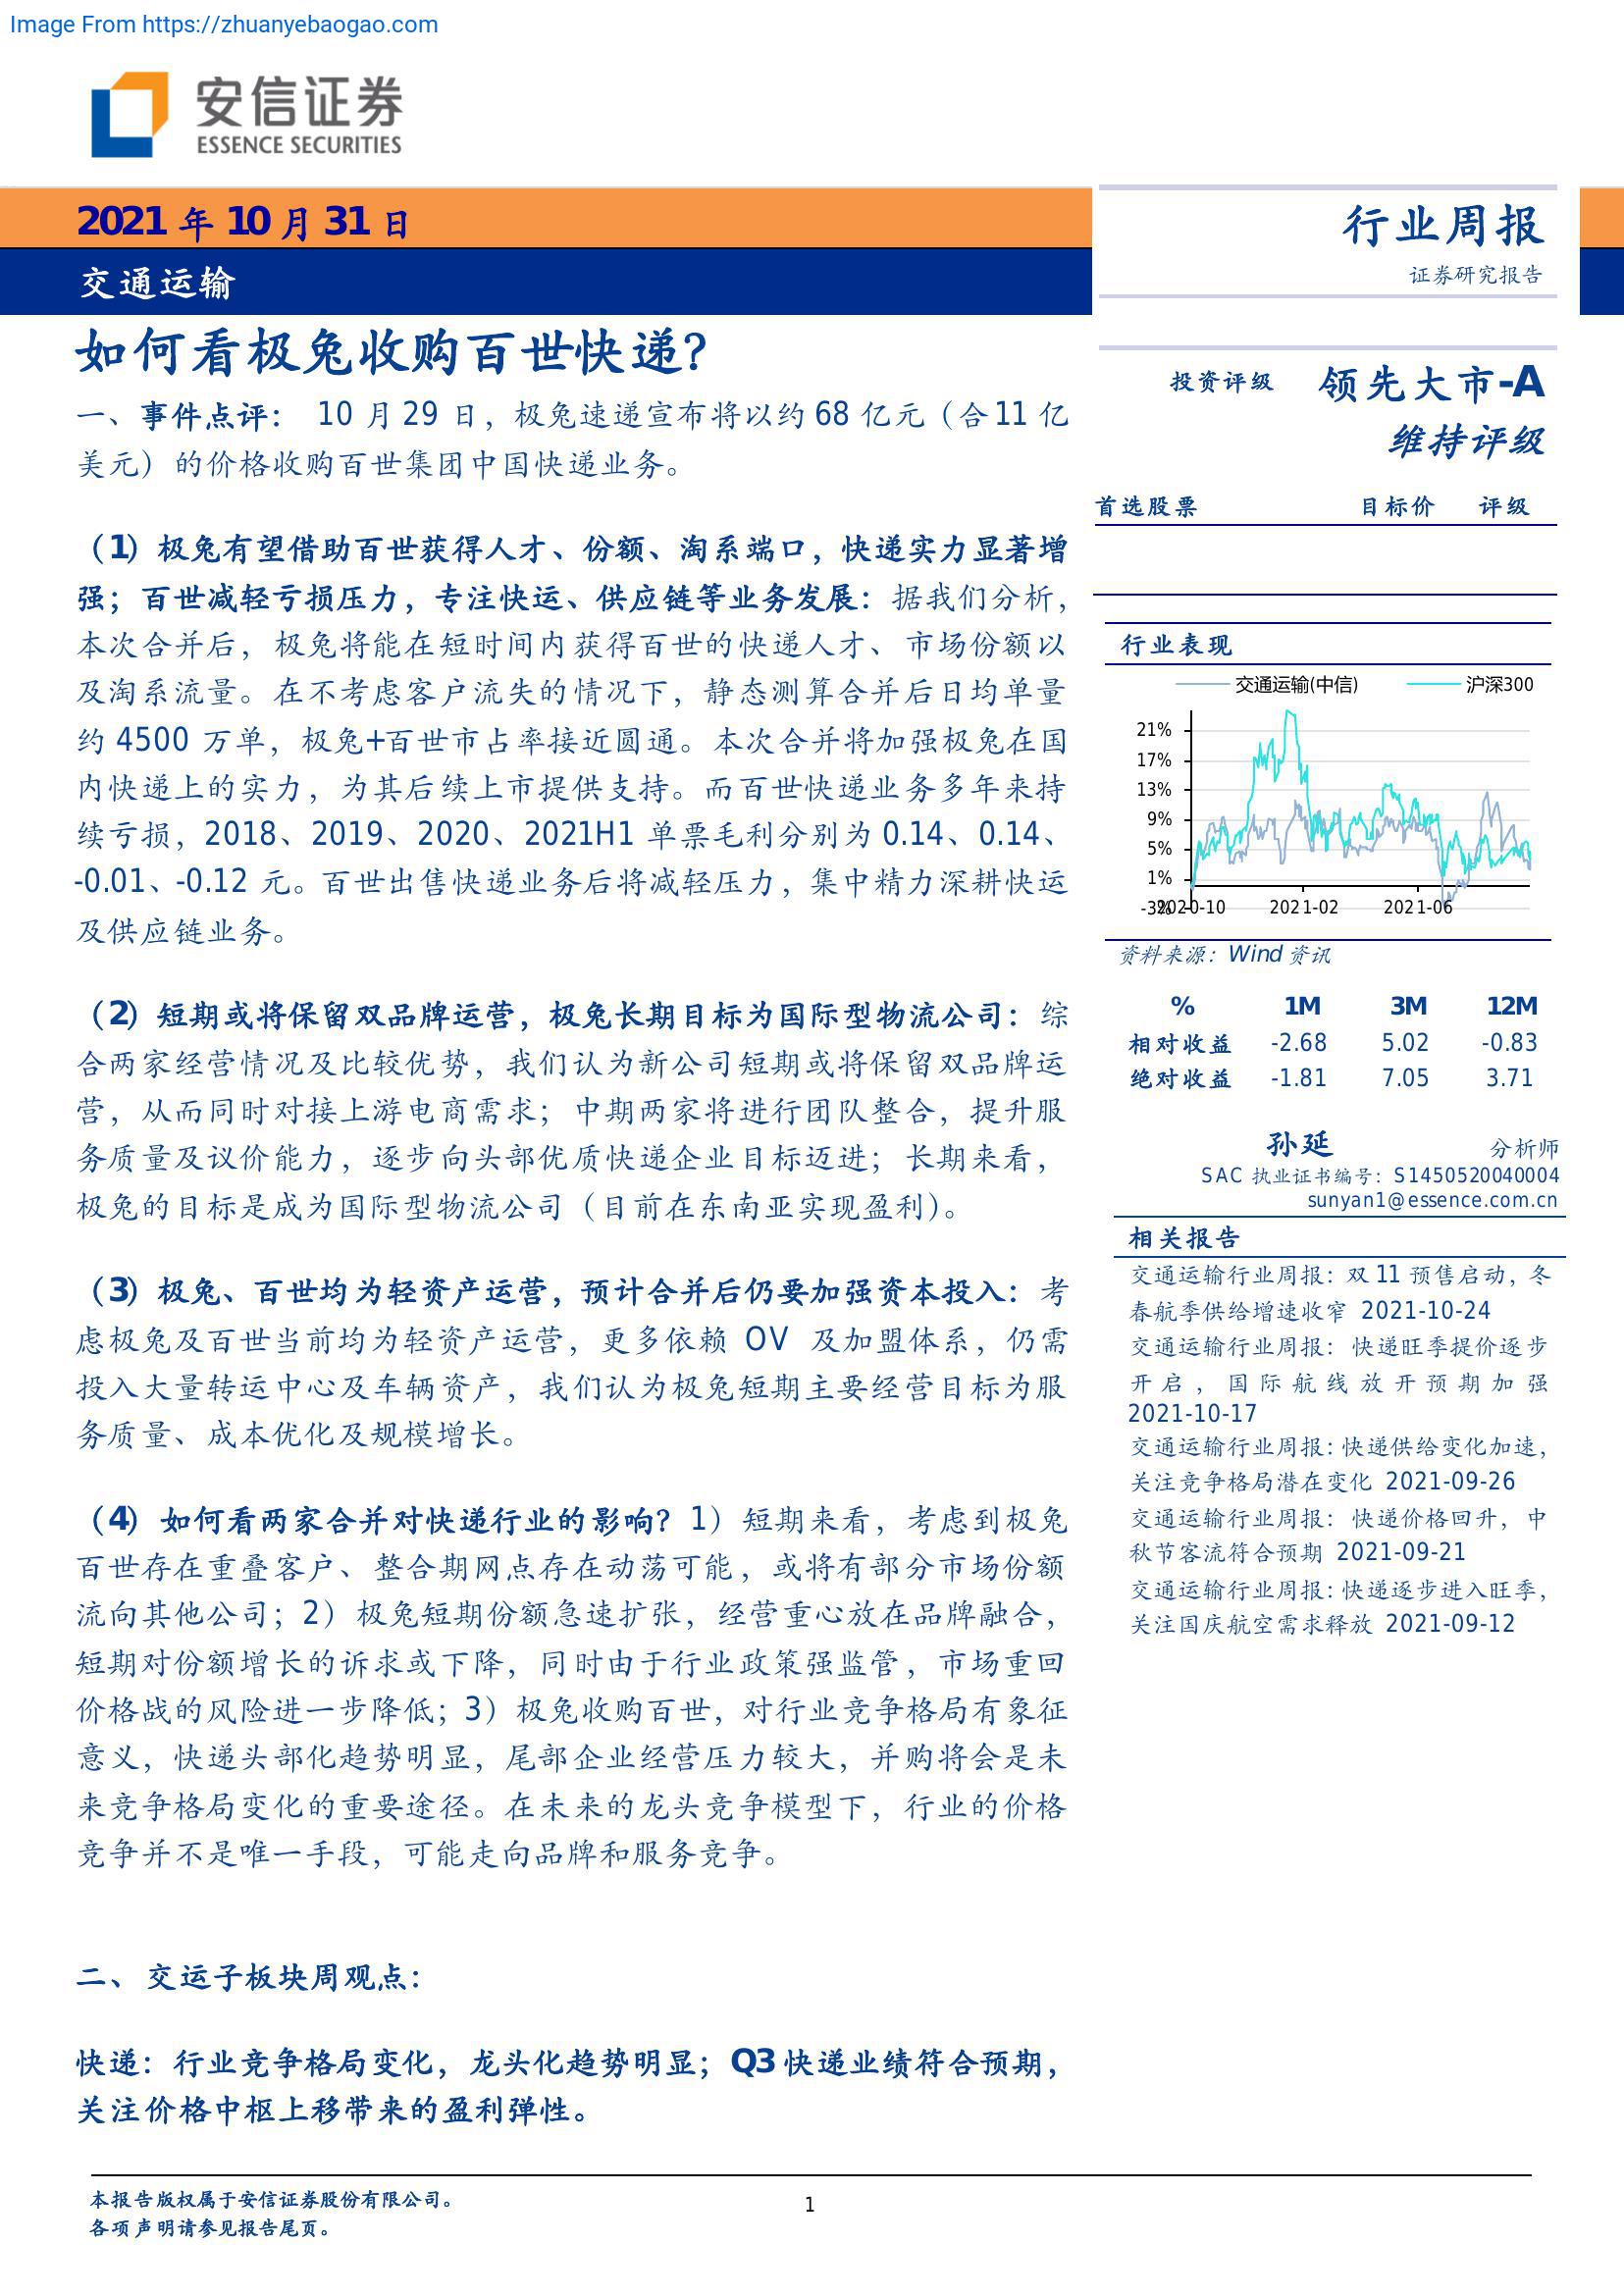 Image From https://zhuanyebaogao.com
安信证券
ESSENCE SECURITIES
2021 年 10 月 31 日
交通运输
如何看极兔收购百世快递？
一、事件点评： 10 月 29 日，极兔速递宣布将以约 68 亿元（合 11 亿
美元）的价格收购百世集团中国快递业务。
（1）极兔有望借助百世获得人才、份额、淘系端口，快递实力显著增
强；百世减轻亏损压力，专注快运、供应链等业务发展：据我们分析，
本次合并后，极兔将能在短时间内获得百世的快递人才、市场份额以
及淘系流量。在不考虑客户流失的情况下，静态测算合并后日均单量
约 4500 万单，极兔+百世市占率接近圆通。本次合并将加强极兔在国
内快递上的实力，为其后续上市提供支持。而百世快递业务多年来持
续亏损，2018、2019、2020、2021H1 单票毛利分别为 0.14、0.14、
-0.01、-0.12 元。百世出售快递业务后将减轻压力，集中精力深耕快运
及供应链业务。
（2）短期或将保留双品牌运营，极兔长期目标为国际型物流公司：综
合两家经营情况及比较优势，我们认为新公司短期或将保留双品牌运
营，从而同时对接上游电商需求；中期两家将进行团队整合，提升服
务质量及议价能力，逐步向头部优质快递企业目标迈进；长期来看，
极兔的目标是成为国际型物流公司（目前在东南亚实现盈利）。
（3）极兔、百世均为轻资产运营，预计合并后仍要加强资本投入：考
虑极兔及百世当前均为轻资产运营，更多依赖 OV 及加盟体系，仍需
投入大量转运中心及车辆资产，我们认为极兔短期主要经营目标为服
务质量、成本优化及规模增长。
（4）如何看两家合并对快递行业的影响？1）短期来看，考虑到极兔
百世存在重叠客户、整合期网点存在动荡可能，或将有部分市场份额
流向其他公司；2）极兔短期份额急速扩张，经营重心放在品牌融合，
短期对份额增长的诉求或下降，同时由于行业政策强监管，市场重回
价格战的风险进一步降低；3）极兔收购百世，对行业竞争格局有象征
意义，快递头部化趋势明显，尾部企业经营压力较大，并购将会是未
来竞争格局变化的重要途径。在未来的龙头竞争模型下，行业的价格
竞争并不是唯一手段，可能走向品牌和服务竞争。
二、交运子板块周观点：
快递：行业竞争格局变化，龙头化趋势明显；Q3 快递业绩符合预期，
关注价格中枢上移带来的盈利弹性。
行业周报
证券研究报告
投资评级 领先大市-A
维持评级
首选股票 目标价 评级
行业表现
交通运输(中信) 沪深300
21%
17%
13%
9%
5%
1%
-3%
2020-10 2021-02 2021-06
资料来源：Wind 资讯
% 1M 3M 12M
相对收益 -2.68 5.02 -0.83
绝对收益 -1.81 7.05 3.71
孙延 分析师
SAC 执业证书编号：S1450520040004
sunyan1@essence.com.cn
相关报告
交通运输行业周报：双 11 预售启动，冬
春航季供给增速收窄 2021-10-24
交通运输行业周报：快递旺季提价逐步
开启，国际航线放开预期加强
2021-10-17
交通运输行业周报：快递供给变化加速，
关注竞争格局潜在变化 2021-09-26
交通运输行业周报：快递价格回升，中
秋节客流符合预期 2021-09-21
交通运输行业周报：快递逐步进入旺季，
关注国庆航空需求释放 2021-09-12
本报告版权属于安信证券股份有限公司。
各项声明请参见报告尾页。
1